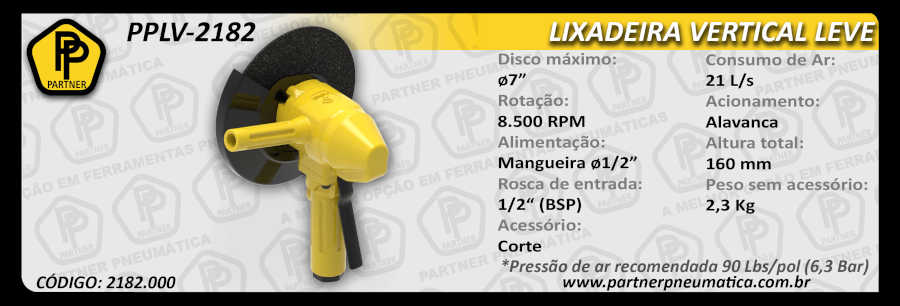 PP
PARTNER
PPLV-2182
LIXADEIRA VERTICAL LEVE
Disco máximo:
ø7”
Rotação:
8.500 RPM
Alimentação:
Mangueira ø1/2”
Rosca de entrada:
1/2“ (BSP)
Acessório:
Corte
Consumo de Ar:
21 L/s
Acionamento:
Alavanca
Altura total:
160 mm
Peso sem acessório:
2,3 Kg
*Pressão de ar recomendada 90 Lbs/pol (6,3 Bar)
CÓDIGO: 2182.000
www.partnerpneumatica.com.br